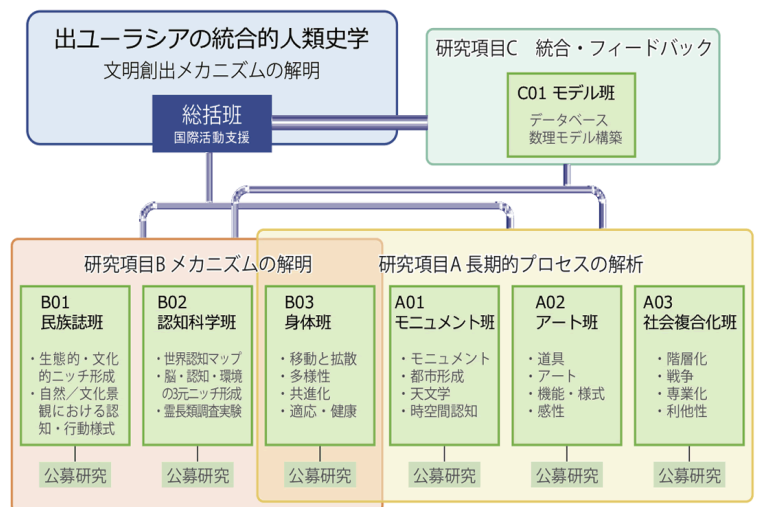 出ユーラシアの統合的人類史学
文明創出メカニズムの解明
総括班
国際活動支援
研究項目C 統合・フィードバック
C01 モデル班
データベース
数理モデル構築
研究項目B メカニズムの解明
研究項目A 長期的プロセスの解析
B01
民族誌班
・生態的・文化
的ニッチ形成
・自然／文化景
観における認
知・行動様式
公募研究
B02
認知科学班
・世界認知マップ
・脳・認知・環境
の3元ニッチ形成
・霊長類調査実験
公募研究
B03
身体班
・移動と拡散
・多様性
・共進化
・適応・健康
公募研究
A01
モニュメント班
・モニュメント
・都市形成
・天文学
・時空間認知
公募研究
A02
アート班
・道具
・アート
・機能・様式
・感性
公募研究
A03
社会複合化班
・階層化
・戦争
・専業化
・利他性
公募研究